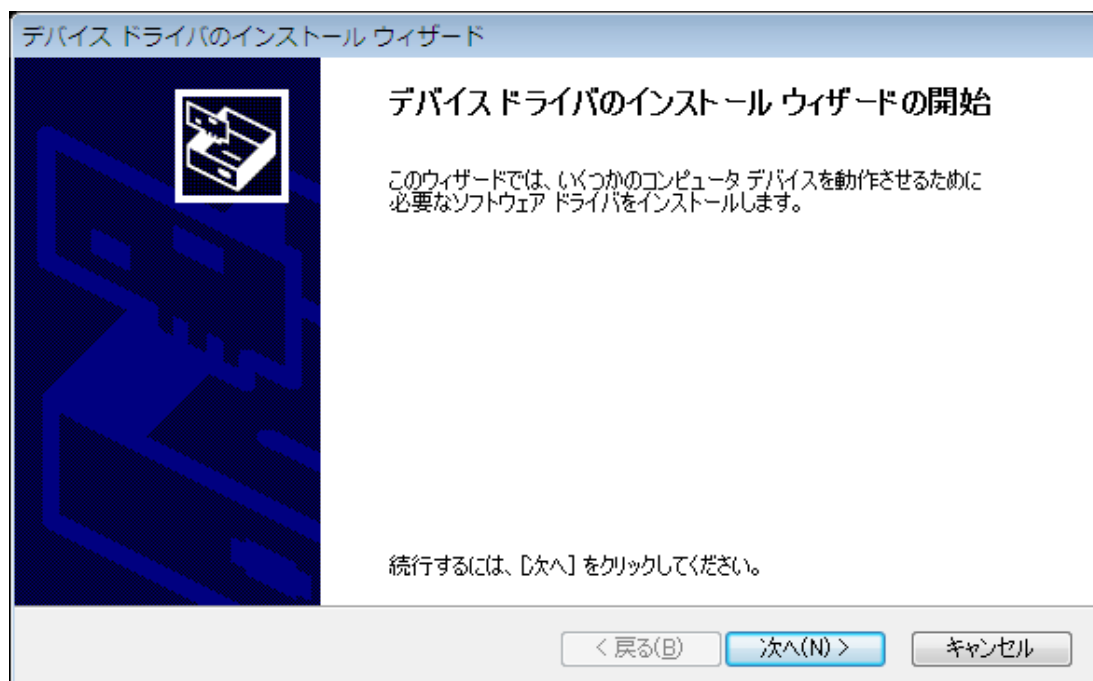 デバイス ドライバのインストール ウィザード
デバイス ドライバのインストール ウィザードの開始
このウィザードでは、いくつかのコンピュータ デバイスを動作させるために
必要なソフトウェア ドライバをインストールします。
続行するには、[次へ] をクリックしてください。
< 戻る(B)
次へ(N) >
キャンセル